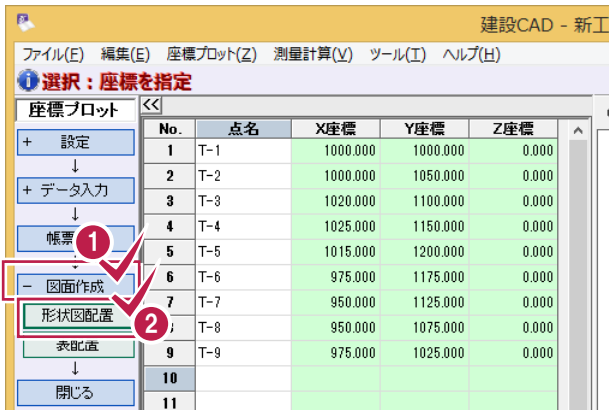 建設CAD - 新工
ファイル(F) 編集(E) 座標プロット(Z) 測量計算(V) ツール(T) ヘルプ(H)
選択：座標を指定
座標プロット <<
+ 設定
↓
+ データ入力
↓
帳票
1
↓
- 図面作成
形状図配置
2
表配置
↓
閉じる
No. 点名 X座標 Y座標 Z座標
1 T-1 1000.000 1000.000 0.000
2 T-2 1000.000 1050.000 0.000
3 T-3 1020.000 1100.000 0.000
4 T-4 1025.000 1150.000 0.000
5 T-5 1015.000 1200.000 0.000
6 T-6 975.000 1175.000 0.000
7 T-7 950.000 1125.000 0.000
T-8 950.000 1075.000 0.000
9 T-9 975.000 1025.000 0.000
10
11